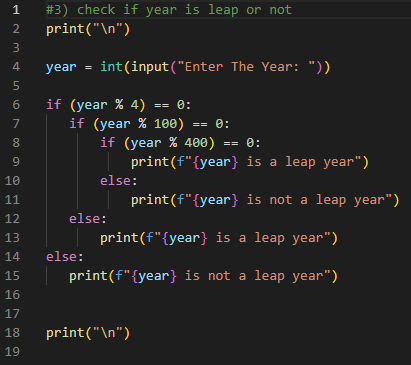 1 #3) check if year is leap or not
2 print("\n")
3
4 year = int(input("Enter The Year: "))
5
6 if (year % 4) == 0:
7     if (year % 100) == 0:
8         if (year % 400) == 0:
9             print(f"{year} is a leap year")
10         else:
11             print(f"{year} is not a leap year")
12     else:
13         print(f"{year} is a leap year")
14 else:
15     print(f"{year} is not a leap year")
16
17
18 print("\n")
19